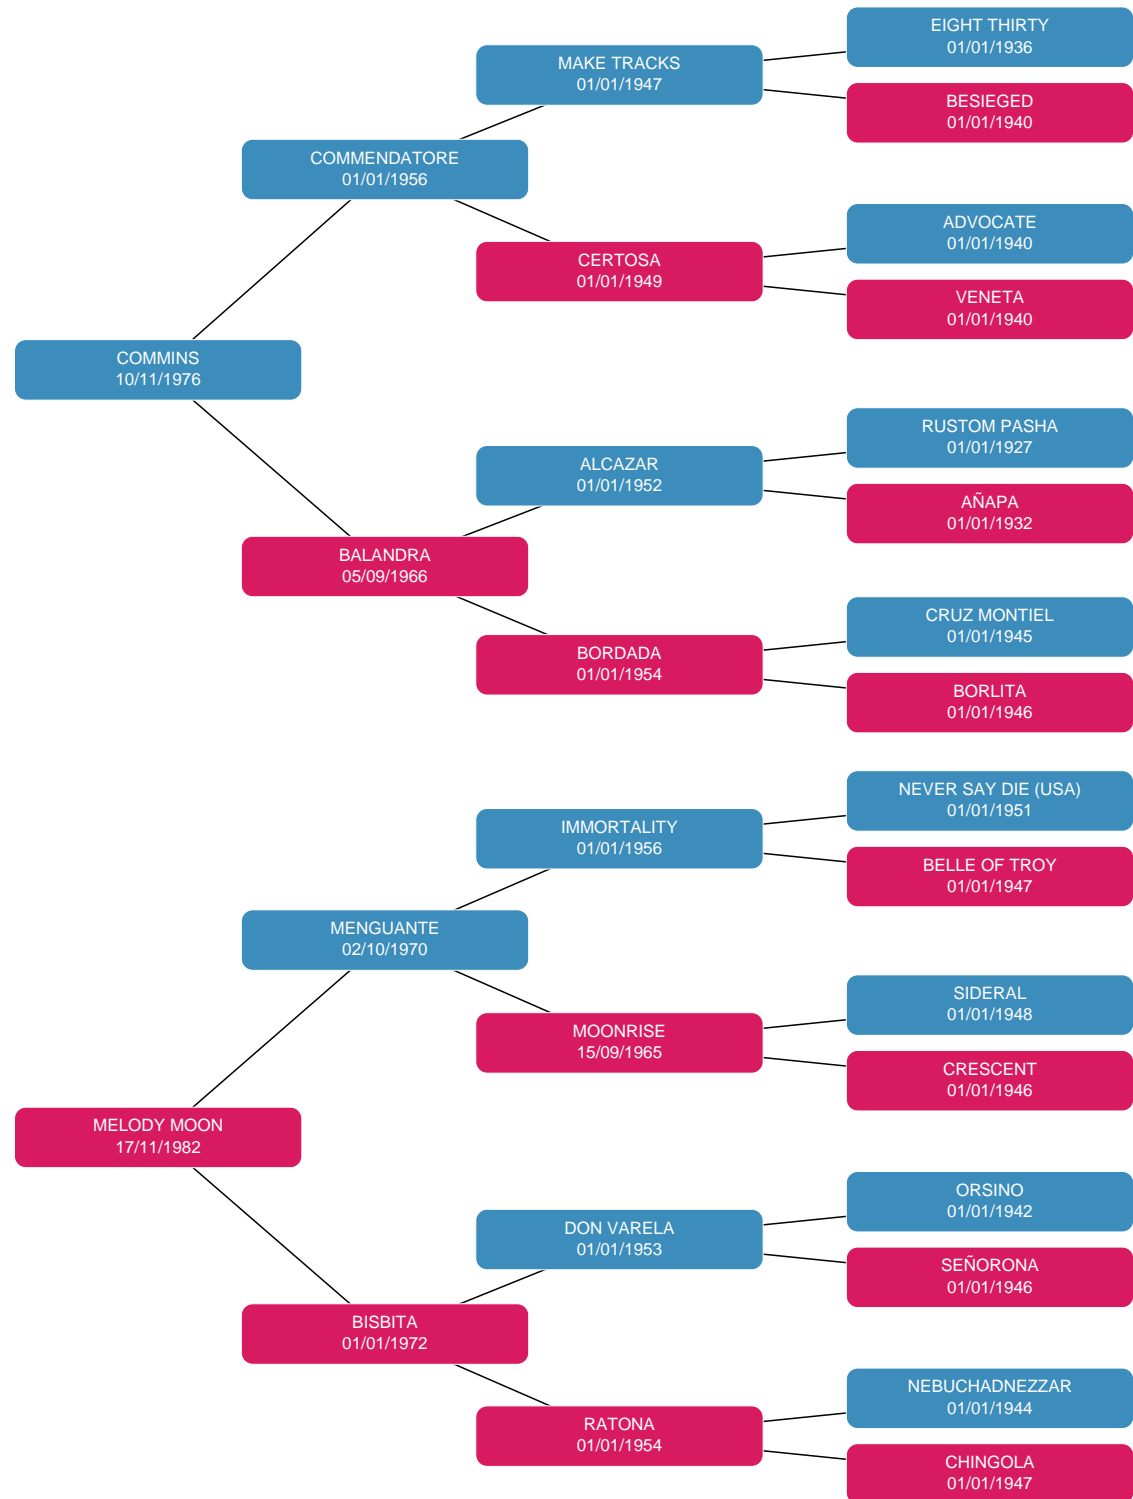 EIGHT THIRTY
01/01/1936
MAKE TRACKS
01/01/1947
BESIEGED
01/01/1940
COMMENDATORE
01/01/1956
ADVOCATE
01/01/1940
CERTOSA
01/01/1949
VENETA
01/01/1940
COMMINS
10/11/1976
RUSTOM PASHA
01/01/1927
ALCAZAR
01/01/1952
AÑAPA
01/01/1932
BALANDRA
05/09/1966
CRUZ MONTIEL
01/01/1945
BORDADA
01/01/1954
BORLITA
01/01/1946
NEVER SAY DIE (USA)
01/01/1951
IMMORTALITY
01/01/1956
BELLE OF TROY
01/01/1947
MENGUANTE
02/10/1970
SIDERAL
01/01/1948
MOONRISE
15/09/1965
CRESCENT
01/01/1946
MELODY MOON
17/11/1982
ORSINO
01/01/1942
DON VARELA
01/01/1953
SEÑORONA
01/01/1946
BISBITA
01/01/1972
NEBUCHADNEZZAR
01/01/1944
RATONA
01/01/1954
CHINGOLA
01/01/1947